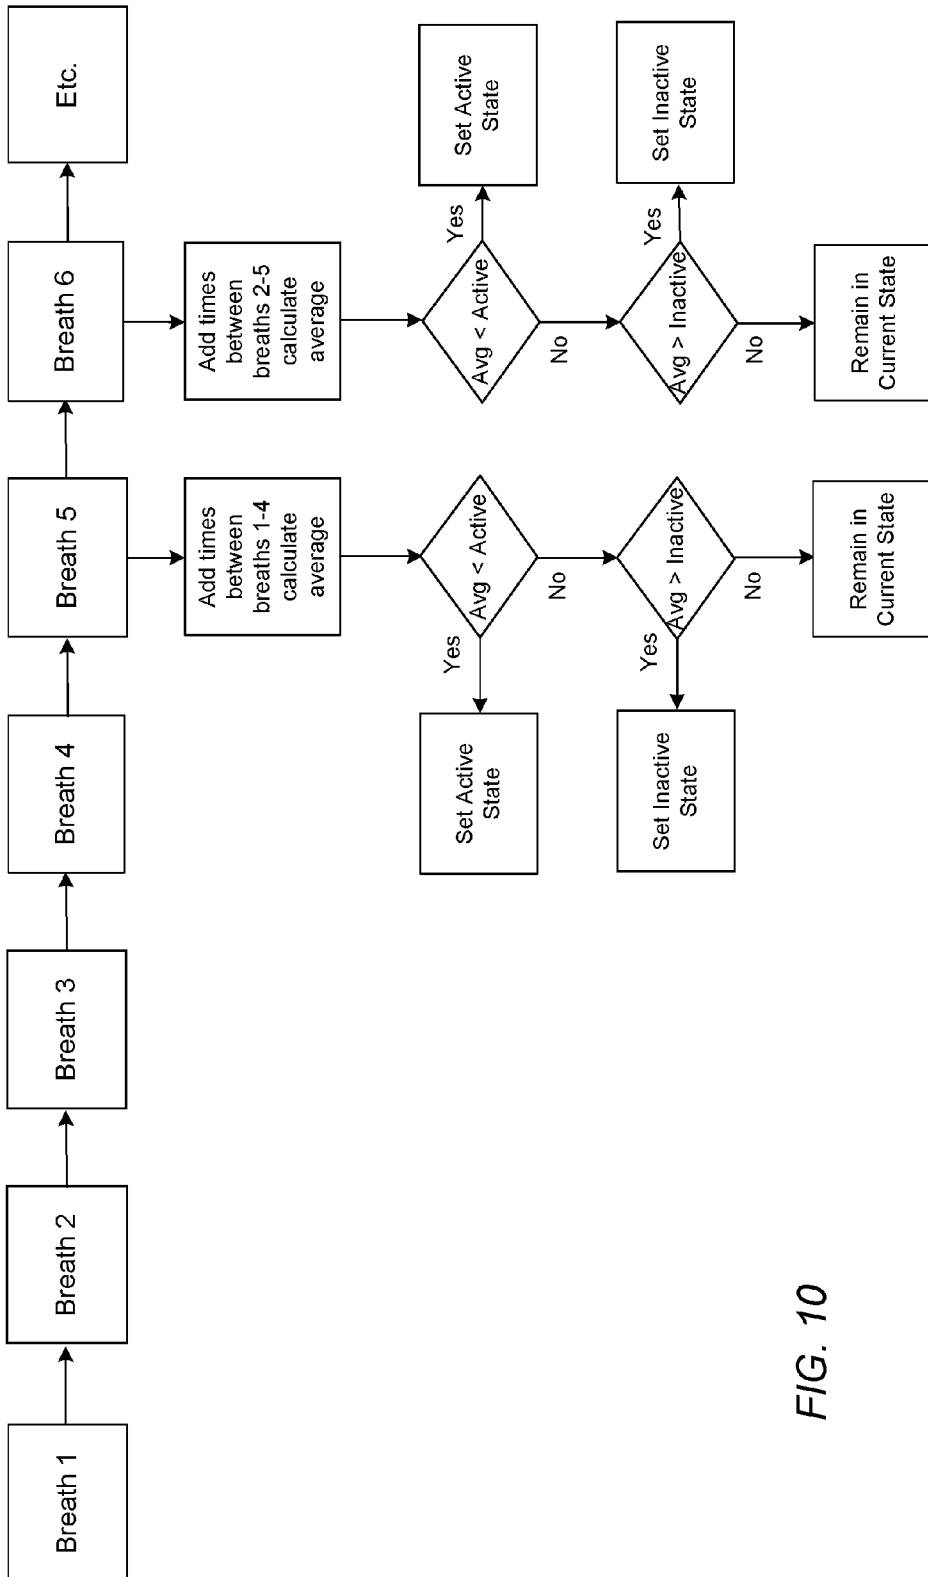 Breath 1
Breath 2
Breath 3
Breath 4
Breath 5
Breath 6
Etc.
Add times
between
breaths 1-4
calculate
average
Avg < Active
Yes
Set Active
State
No
Avg > Inactive
Yes
Set Inactive
State
No
Remain in
Current State
Add times
between
breaths 2-5
calculate
average
Avg < Active
Yes
Set Active
State
No
Avg > Inactive
Yes
Set Inactive
State
No
Remain in
Current State
FIG. 10